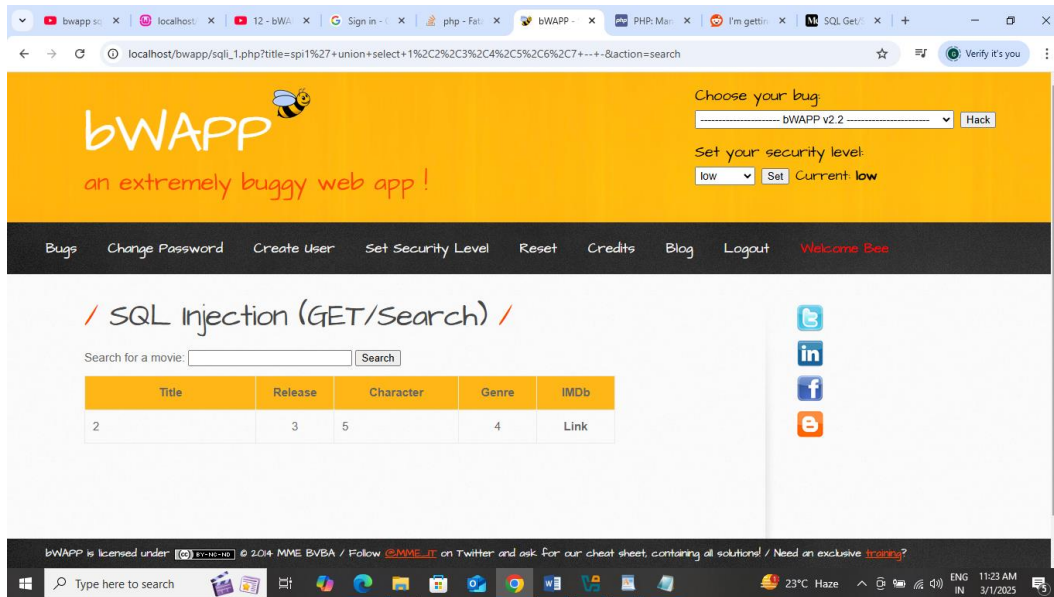 bwapp sq
localhost/
12 - bWA
Sign in - G
php - Fata
bWAPP -
PHP: Man
I'm gettin
SQL Get/S
localhost/bwapp/sqli_1.php?title=spi1%27+union+select+1%2C2%2C3%2C4%2C5%2C6%2C7+--+-&action=search
Verify it's you
bWAPP
an extremely buggy web app !
Choose your bug:
---------------------- bWAPP v2.2 ----------------------- Hack
Set your security level:
low Set Current: low
Bugs Change Password Create User Set Security Level Reset Credits Blog Logout Welcome Bee
/ SQL Injection (GET/Search) /
Search for a movie: Search
Title Release Character Genre IMDb
2 3 5 4 Link
bWAPP is licensed under (cc) BY-NC-ND © 2014 MME BVBA / Follow @MME_IT on Twitter and ask for our cheat sheet, containing all solutions! / Need an exclusive training?
Type here to search 23°C Haze ENG 11:23 AM
IN 3/1/2025 5